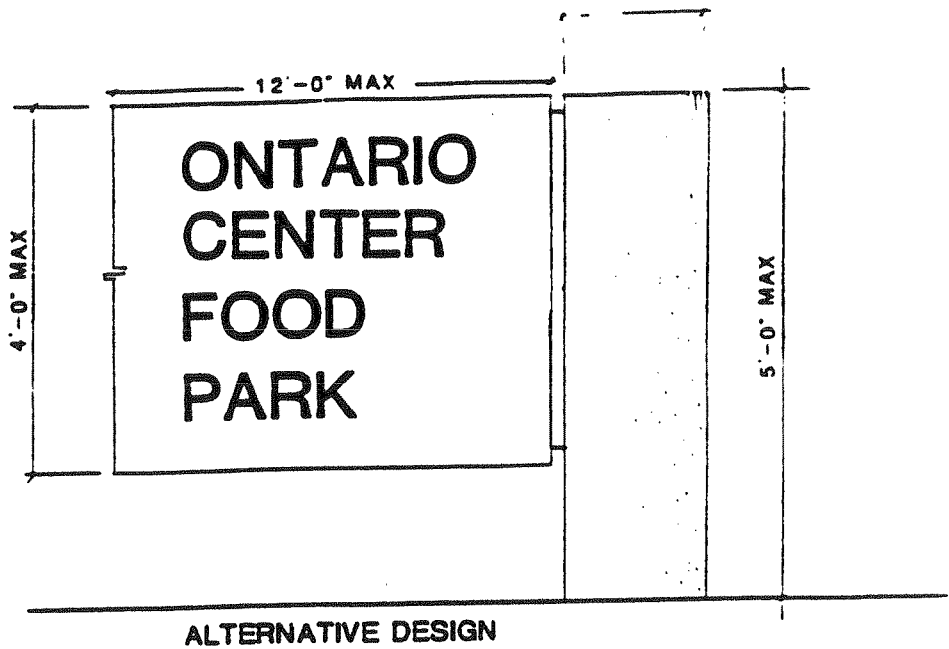 12'-0" MAX
ONTARIO
CENTER
FOOD
PARK
4'-0" MAX
5'-0" MAX
ALTERNATIVE DESIGN